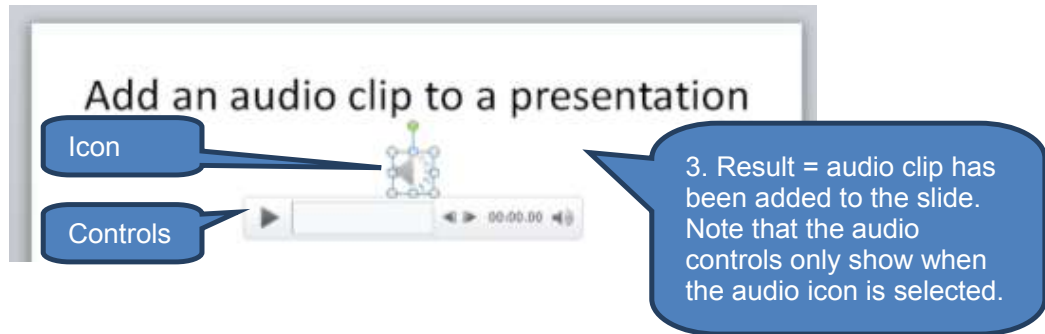 Add an audio clip to a presentation
Icon
Controls
00:00.00
3. Result = audio clip has
been added to the slide.
Note that the audio
controls only show when
the audio icon is selected.